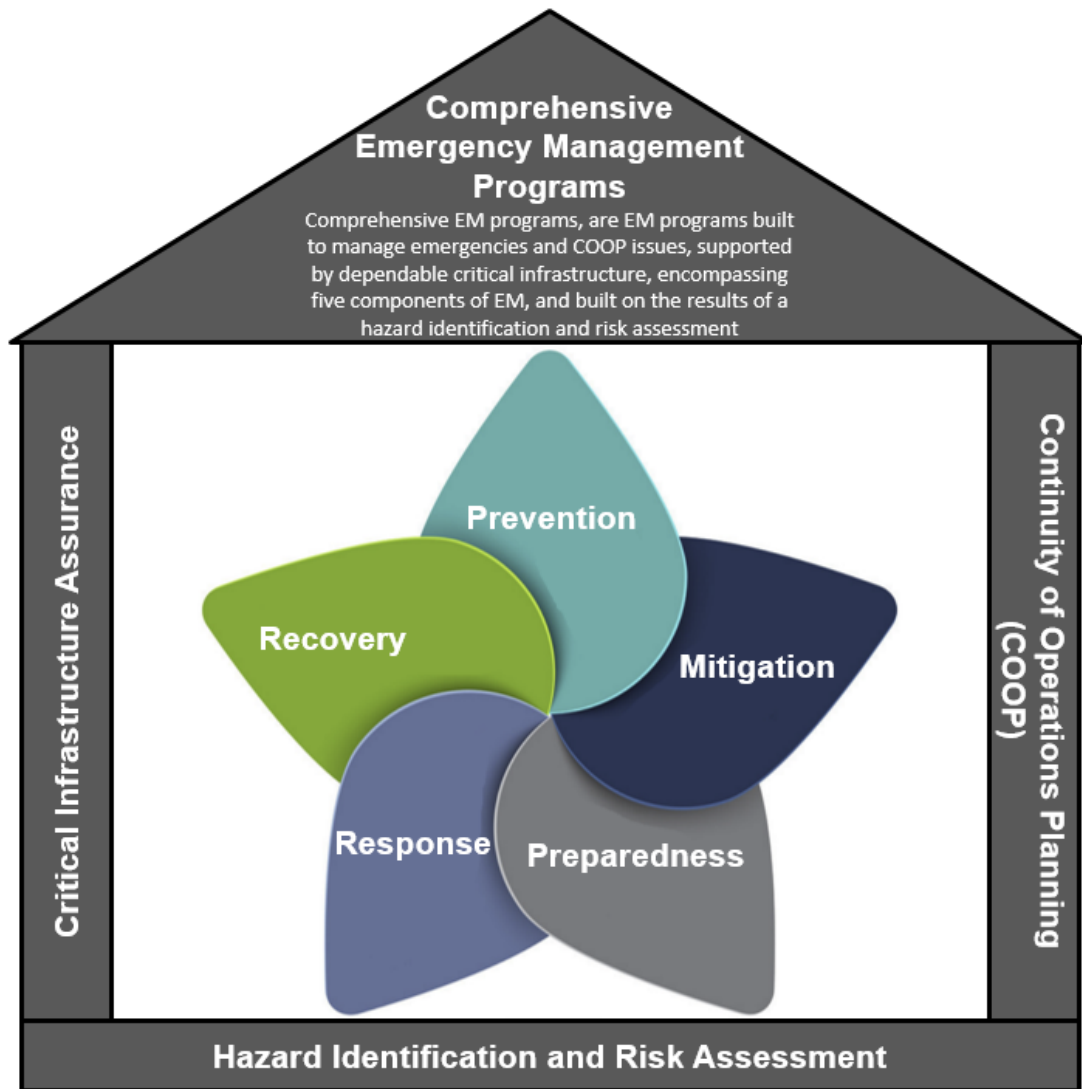 Comprehensive
Emergency Management
Programs
Comprehensive EM programs, are EM programs built
to manage emergencies and COOP issues, supported
by dependable critical infrastructure, encompassing
five components of EM, and built on the results of a
hazard identification and risk assessment
Critical Infrastructure Assurance
Prevention
Recovery
Mitigation
Response
Preparedness
Continuity of Operations Planning
(COOP)
Hazard Identification and Risk Assessment